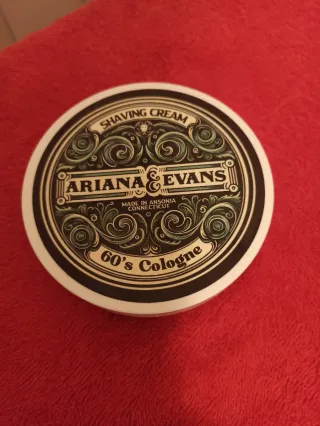 SHAVING CREAM
ARIANA & EVANS
MADE IN ANSONIA
CONNECTICUT
60's Cologne